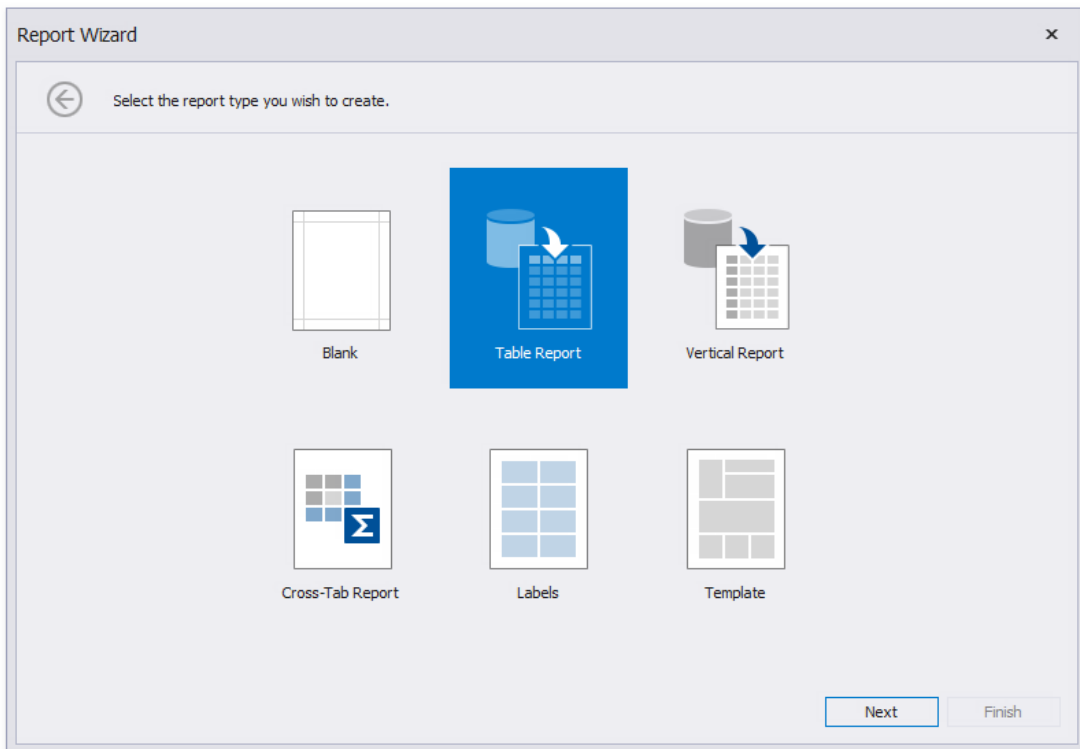 Report Wizard
Select the report type you wish to create.
Blank
Table Report
Vertical Report
Cross-Tab Report
Labels
Template
Next
Finish